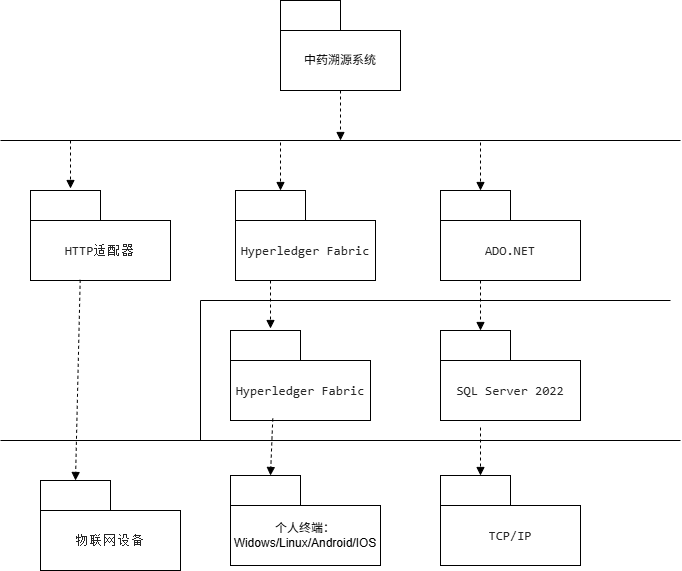 中药溯源系统
HTTP适配器
Hyperledger Fabric
ADO.NET
Hyperledger Fabric
SQL Server 2022
物联网设备
个人终端：
Widows/Linux/Android/IOS
TCP/IP